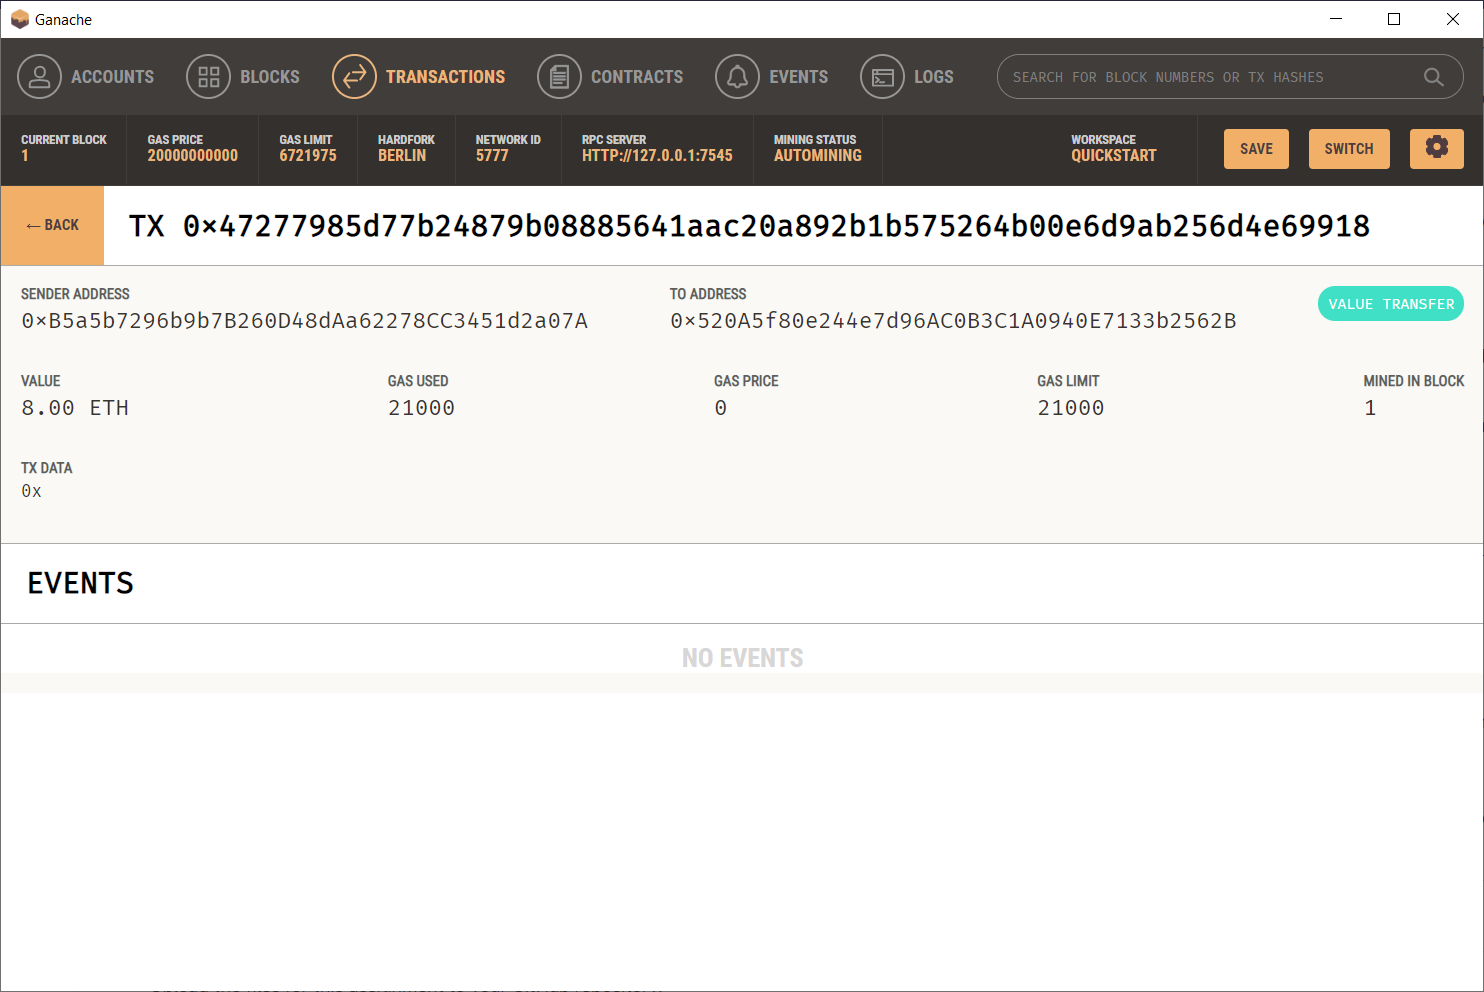 Ganache
ACCOUNTS BLOCKS TRANSACTIONS CONTRACTS EVENTS LOGS SEARCH FOR BLOCK NUMBERS OR TX HASHES
CURRENT BLOCK GAS PRICE GAS LIMIT HARDFORK NETWORK ID RPC SERVER MINING STATUS WORKSPACE
1 20000000000 6721975 BERLIN 5777 HTTP://127.0.0.1:7545 AUTOMINING QUICKSTART SAVE SWITCH
← BACK TX 0×47277985d77b24879b08885641aac20a892b1b575264b00e6d9ab256d4e69918
SENDER ADDRESS TO ADDRESS
0×B5a5b7296b9b7B260D48dAa62278CC3451d2a07A 0×520A5f80e244e7d96AC0B3C1A0940E7133b2562B VALUE TRANSFER
VALUE GAS USED GAS PRICE GAS LIMIT MINED IN BLOCK
8.00 ETH 21000 0 21000 1
TX DATA
0x
EVENTS
NO EVENTS